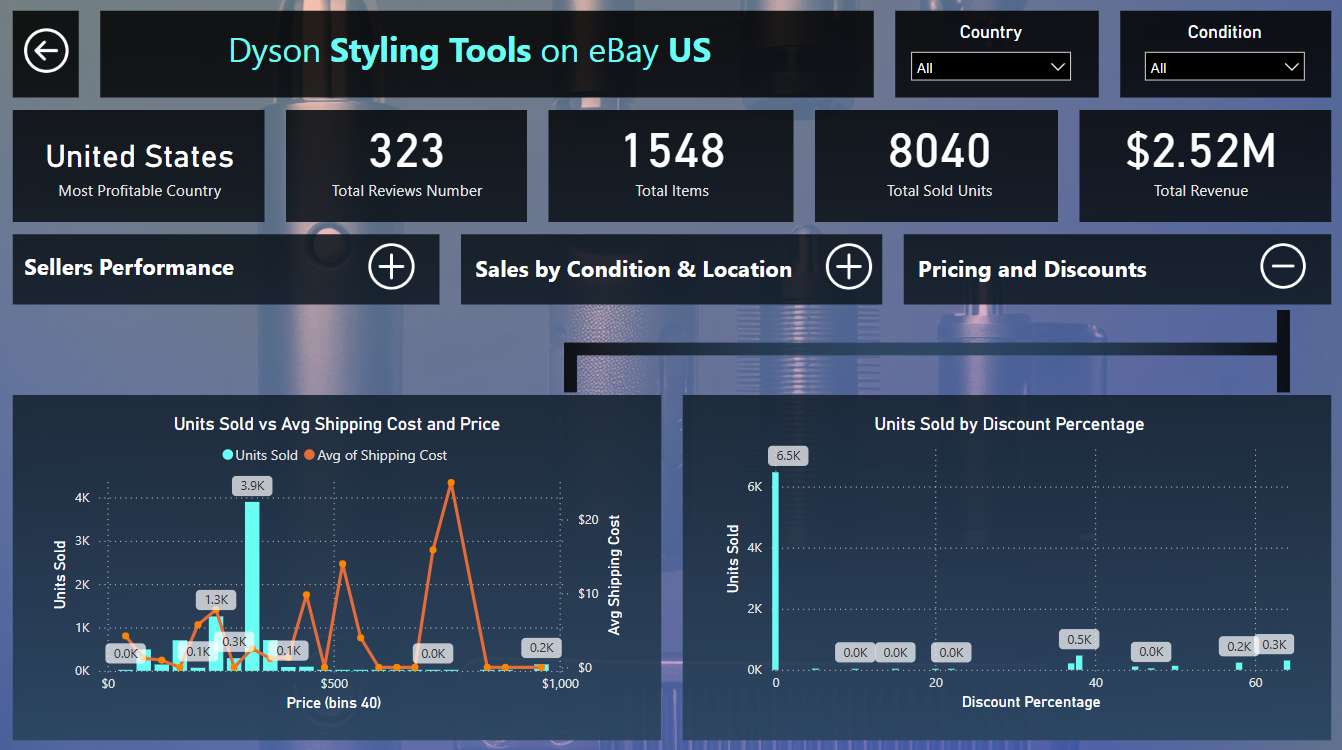 Dyson Styling Tools on eBay US
Country
All
Condition
All
United States
Most Profitable Country
323
Total Reviews Number
1548
Total Items
8040
Total Sold Units
$2.52M
Total Revenue
Sellers Performance
Sales by Condition & Location
Pricing and Discounts
Units Sold vs Avg Shipping Cost and Price
Units Sold Avg of Shipping Cost
Units Sold
4K
3K
2K
1K
0K
0.0K
0.1K
1.3K
0.3K
3.9K
0.1K
0.0K
0.2K
$20
$10
$0
Avg Shipping Cost
$0 $500 $1,000
Price (bins 40)
Units Sold by Discount Percentage
Units Sold
6K
4K
2K
0K
6.5K
0.0K
0.0K
0.0K
0.5K
0.0K
0.2K
0.3K
0 20 40 60
Discount Percentage